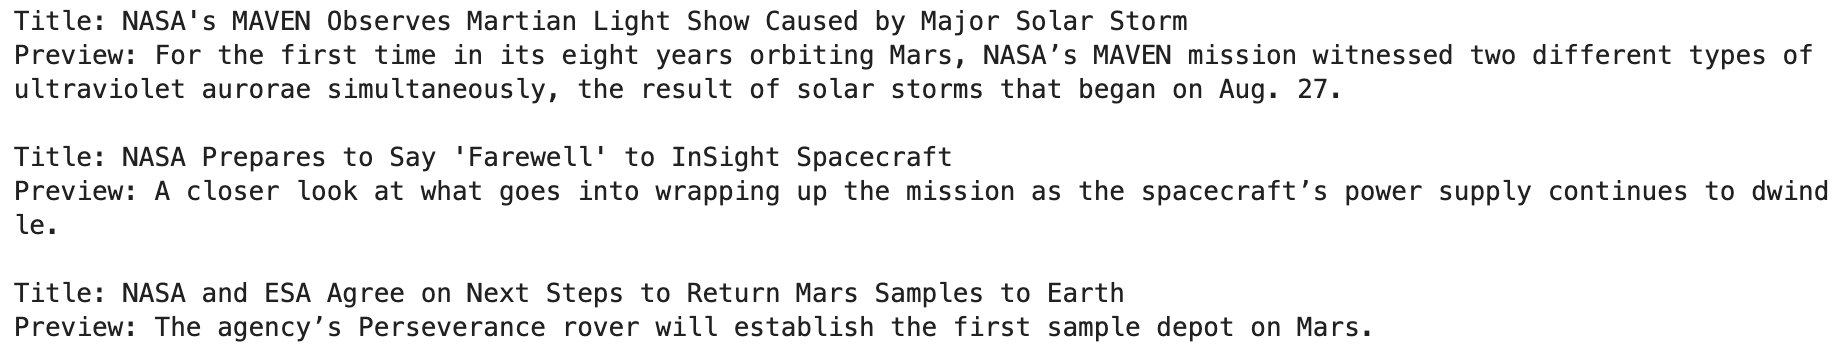 Title: NASA's MAVEN Observes Martian Light Show Caused by Major Solar Storm
Preview: For the first time in its eight years orbiting Mars, NASA’s MAVEN mission witnessed two different types of
ultraviolet aurorae simultaneously, the result of solar storms that began on Aug. 27.
Title: NASA Prepares to Say 'Farewell' to InSight Spacecraft
Preview: A closer look at what goes into wrapping up the mission as the spacecraft’s power supply continues to dwind
le.
Title: NASA and ESA Agree on Next Steps to Return Mars Samples to Earth
Preview: The agency’s Perseverance rover will establish the first sample depot on Mars.